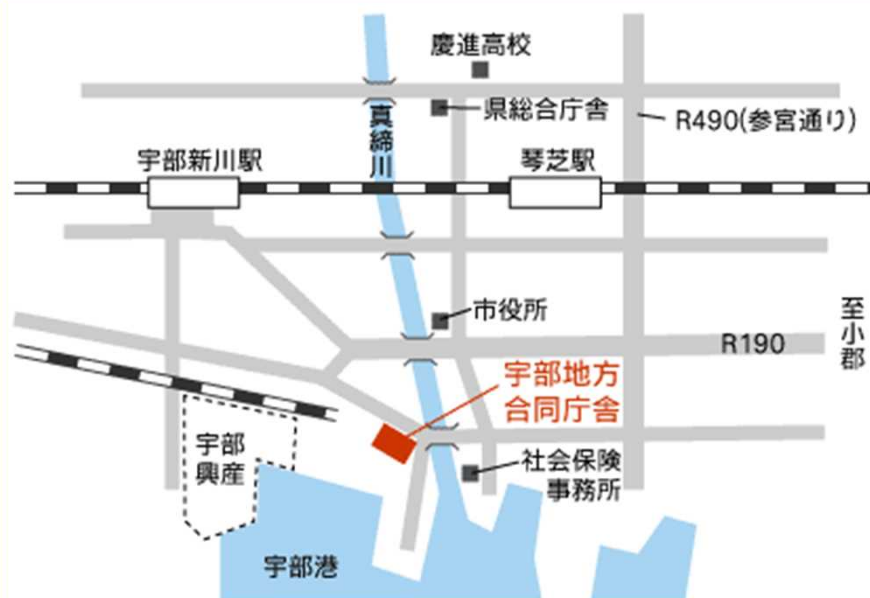 慶進高校
県総合庁舎
R490(参宮通り)
真締川
宇部新川駅
琴芝駅
市役所
至小郡
R190
宇部地方
合同庁舎
宇部
興産
社会保険
事務所
宇部港